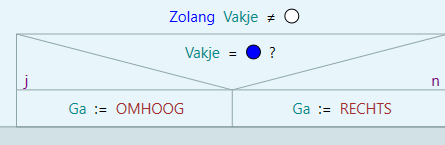 Zolang Vakje ≠ ○
Vakje = 🔵 ?
j n
Ga := OMHOOG Ga := RECHTS